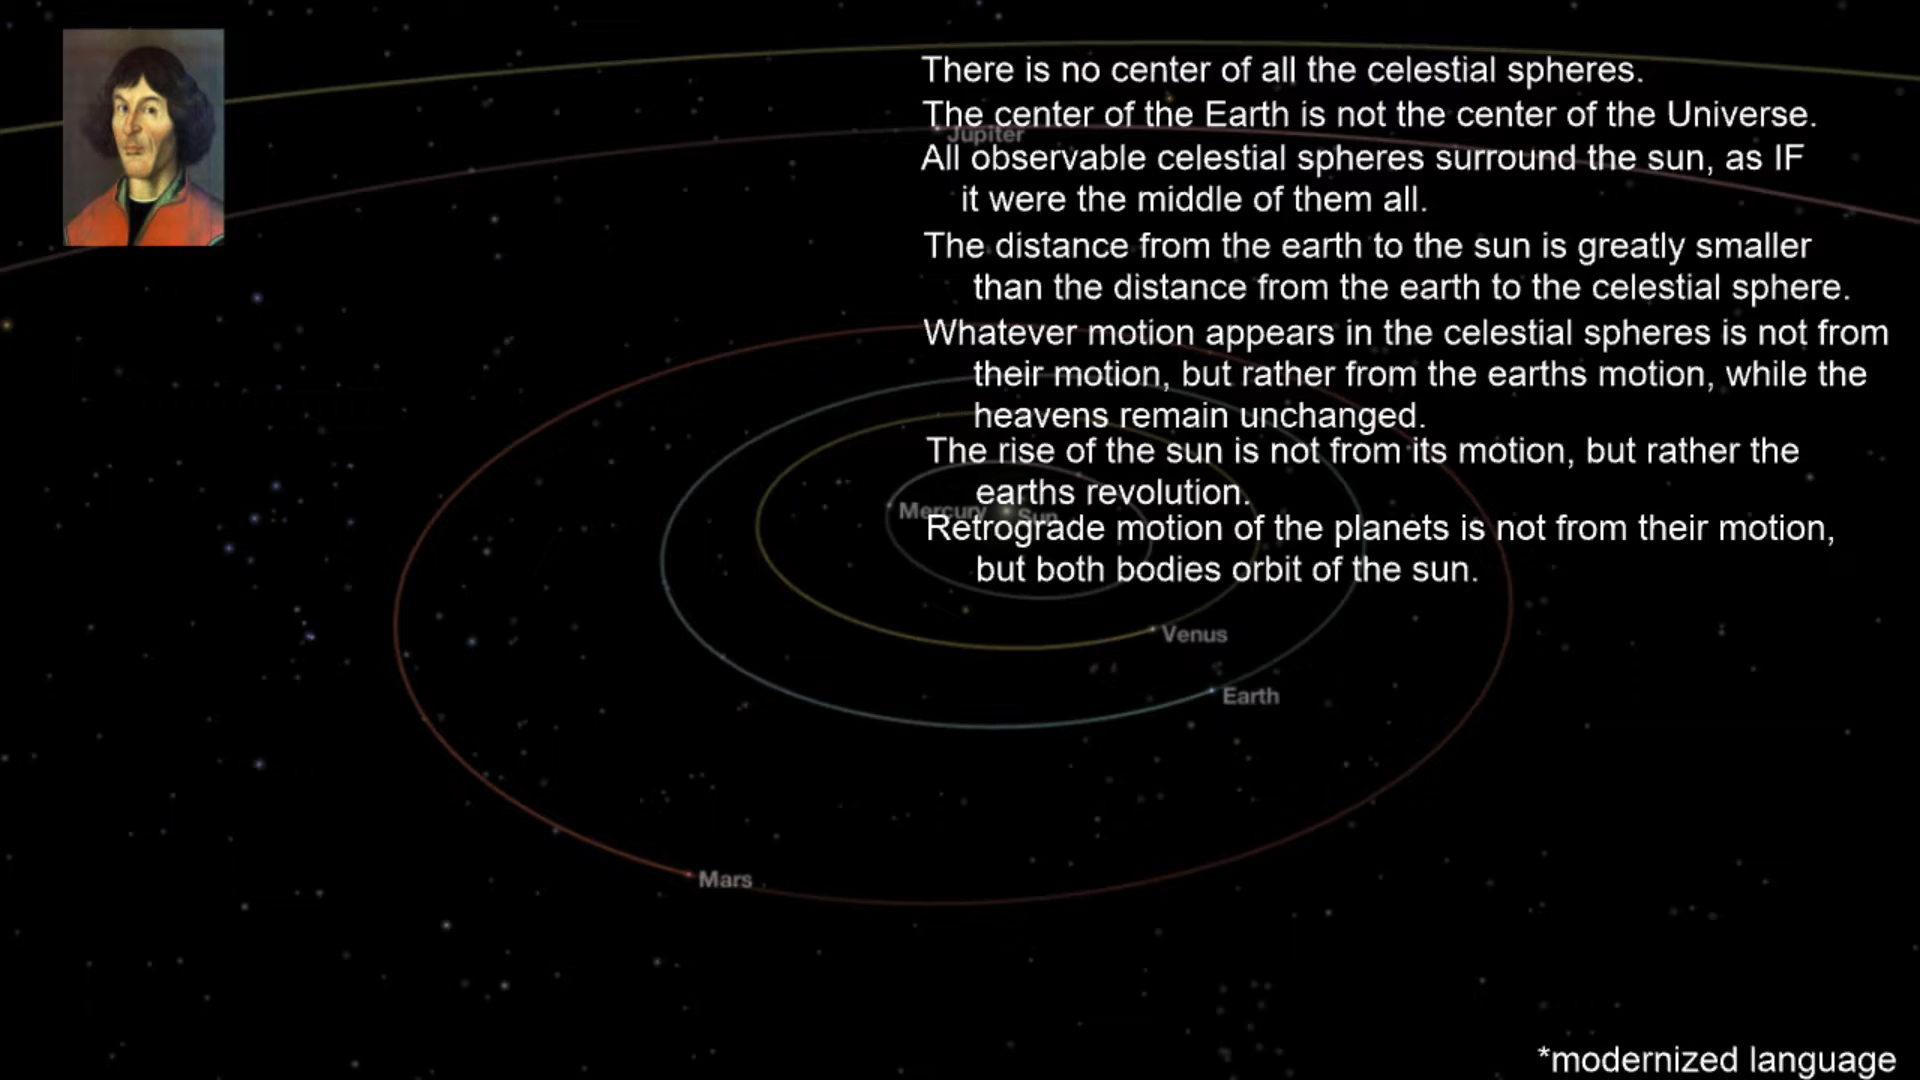 There is no center of all the celestial spheres.
The center of the Earth is not the center of the Universe.
Jupiter
All observable celestial spheres surround the sun, as IF
it were the middle of them all.
The distance from the earth to the sun is greatly smaller
than the distance from the earth to the celestial sphere.
Whatever motion appears in the celestial spheres is not from
their motion, but rather from the earths motion, while the
heavens remain unchanged.
The rise of the sun is not from its motion, but rather the
earths revolution.
Mercury Sun
Retrograde motion of the planets is not from their motion,
but both bodies orbit of the sun.
Venus
Earth
Mars
*modernized language